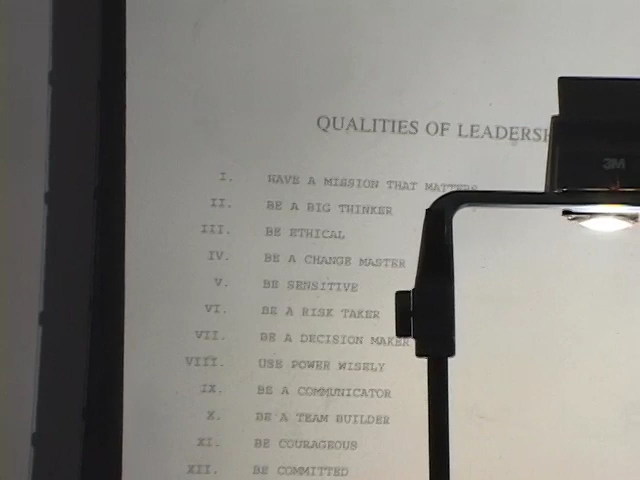 QUALITIES OF LEADERSH
I. HAVE A MISSION THAT MATTERS
II. BE A BIG THINKER
III. BE ETHICAL
IV. BE A CHANGE MASTER
V. BE SENSITIVE
VI. BE A RISK TAKER
VII. BE A DECISION MAKER
VIII. USE POWER WISELY
IX. BE A COMMUNICATOR
X. BE A TEAM BUILDER
XI. BE COURAGEOUS
XII. BE COMMITTED
3M